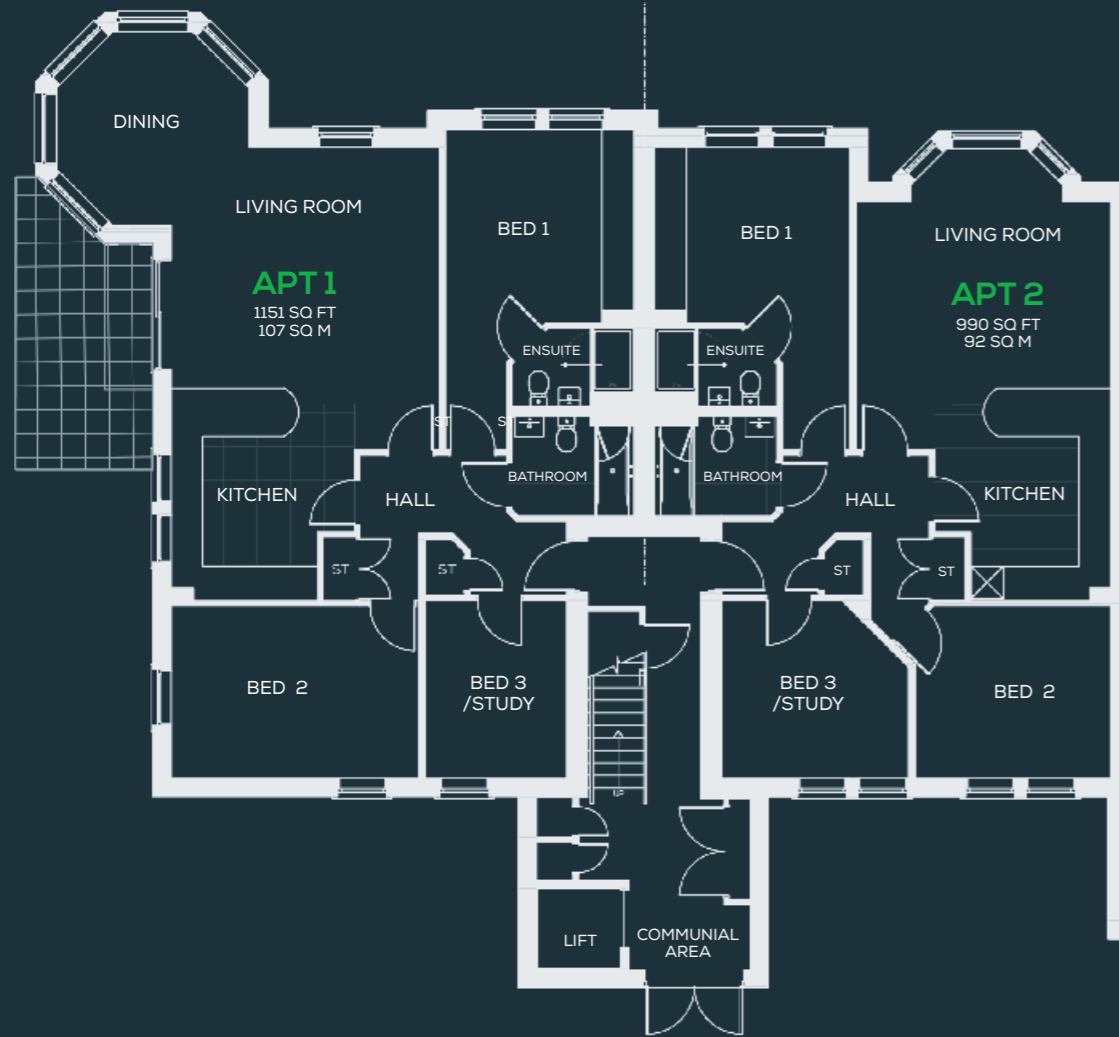 DINING
LIVING ROOM
APT 1
1151 SQ FT
107 SQ M
BED 1
ENSUITE
ST
ST
BATHROOM
KITCHEN
HALL
ST
ST
BED 2
BED 3
/STUDY
BED 1
ENSUITE
LIVING ROOM
APT 2
990 SQ FT
92 SQ M
BATHROOM
HALL
KITCHEN
ST
ST
BED 3
/STUDY
BED 2
UP
LIFT
COMMUNIAL
AREA